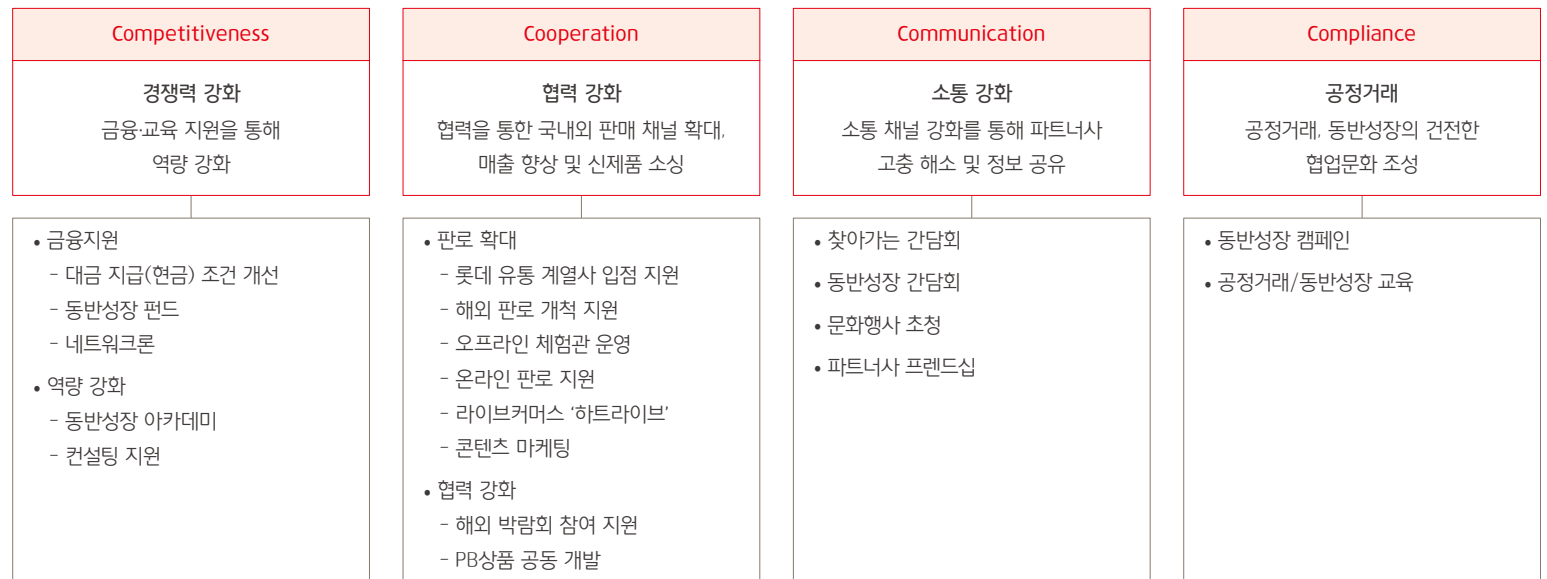 Competitiveness
경쟁력 강화
금융·교육 지원을 통해
역량 강화
• 금융지원
- 대금 지급(현금) 조건 개선
- 동반성장 펀드
- 네트워크론
• 역량 강화
- 동반성장 아카데미
- 컨설팅 지원
Cooperation
협력 강화
협력을 통한 국내외 판매 채널 확대,
매출 향상 및 신제품 소싱
• 판로 확대
- 롯데 유통 계열사 입점 지원
- 해외 판로 개척 지원
- 오프라인 체험관 운영
- 온라인 판로 지원
- 라이브커머스 ‘하트라이브’
- 콘텐츠 마케팅
• 협력 강화
- 해외 박람회 참여 지원
- PB상품 공동 개발
Communication
소통 강화
소통 채널 강화를 통해 파트너사
고충 해소 및 정보 공유
• 찾아가는 간담회
• 동반성장 간담회
• 문화행사 초청
• 파트너사 프렌드십
Compliance
공정거래
공정거래, 동반성장의 건전한
협업문화 조성
• 동반성장 캠페인
• 공정거래/동반성장 교육